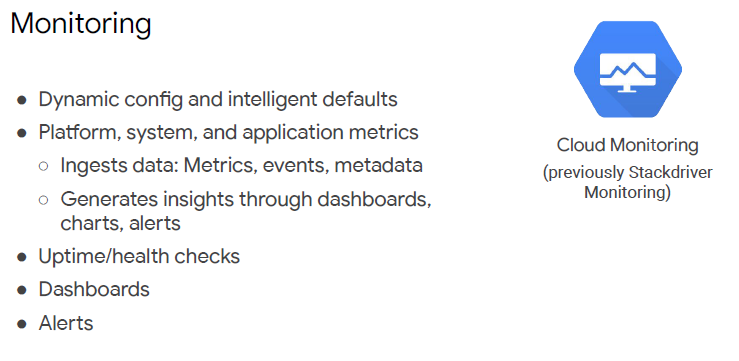 Monitoring
● Dynamic config and intelligent defaults
● Platform, system, and application metrics
○ Ingests data: Metrics, events, metadata
○ Generates insights through dashboards,
charts, alerts
● Uptime/health checks
● Dashboards
● Alerts
Cloud Monitoring
(previously Stackdriver
Monitoring)